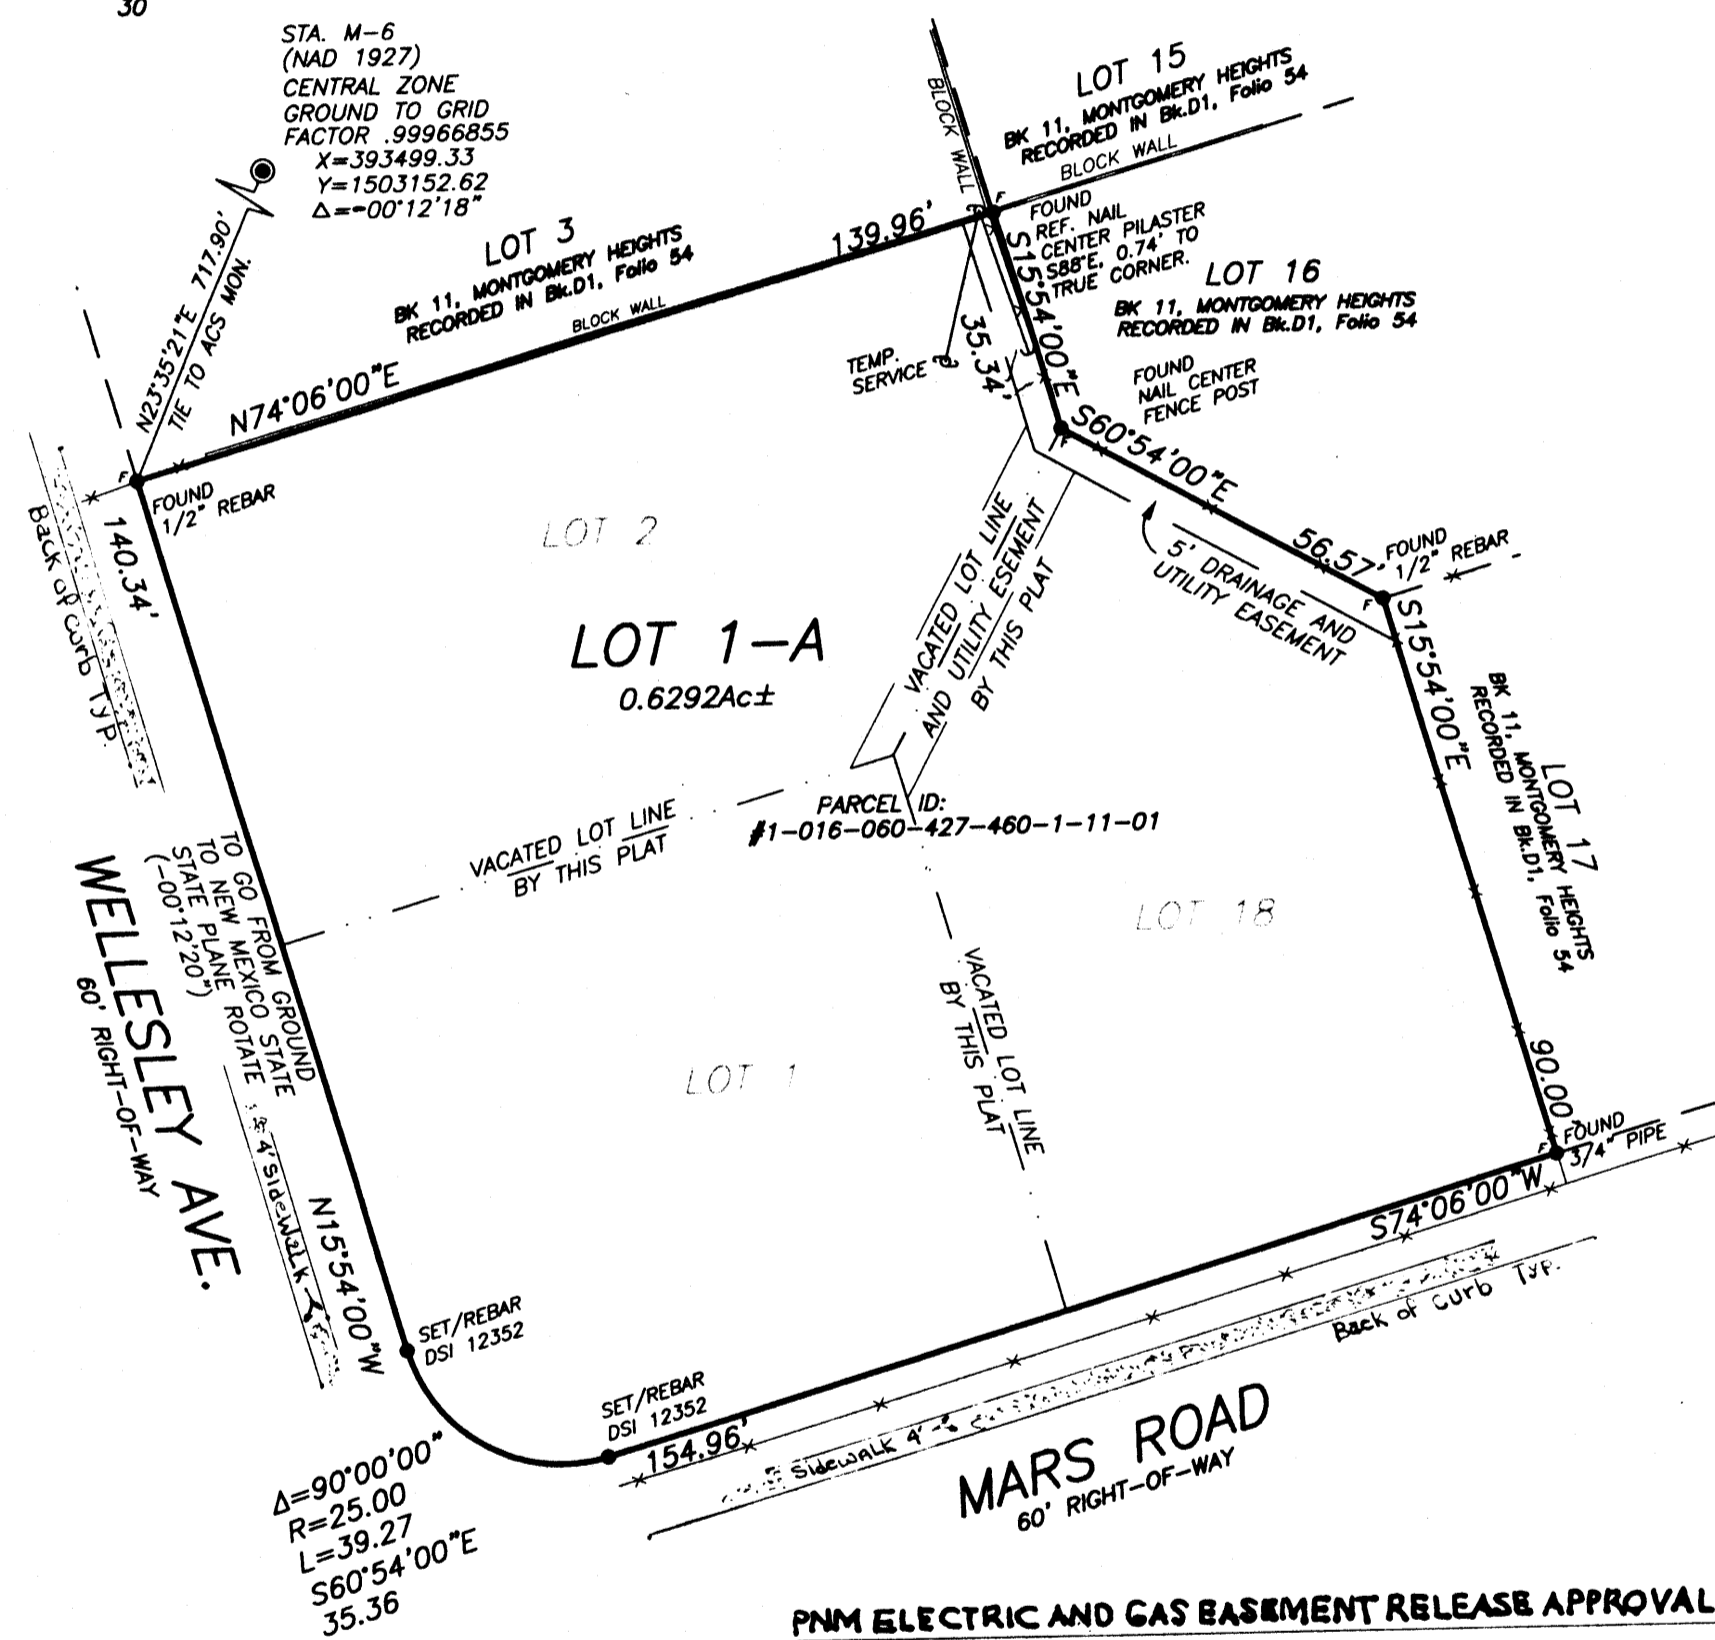 30
STA. M-6
(NAD 1927)
CENTRAL ZONE
GROUND TO GRID
FACTOR .99966855
X=393499.33
Y=1503152.62
Δ=-00°12'18"
N23°35'21"E 717.90'
TIE TO ACS MON.
LOT 3
BK 11, MONTGOMERY HEIGHTS
RECORDED IN Bk.D1, Folio 54
BLOCK WALL
139.96'
N74°06'00"E
BLOCK WALL
LOT 15
BK 11, MONTGOMERY HEIGHTS
RECORDED IN Bk.D1, Folio 54
BLOCK WALL
F
FOUND
REF. NAIL
CENTER PILASTER
S88°E, 0.74' TO
TRUE CORNER.
S15°54'00"E
35.34'
TEMP.
SERVICE
LOT 16
BK 11, MONTGOMERY HEIGHTS
RECORDED IN Bk.D1, Folio 54
FOUND
NAIL CENTER
FENCE POST
F
S60°54'00"E
56.57'
FOUND
1/2" REBAR
F
5' DRAINAGE AND
UTILITY EASEMENT
F
FOUND
1/2" REBAR
140.34'
Back of Curb Typ.
LOT 2
LOT 1-A
0.6292Ac±
VACATED LOT LINE
AND UTILITY ESEMENT
BY THIS PLAT
S15°54'00"E
LOT 17
BK 11, MONTGOMERY HEIGHTS
RECORDED IN Bk.D1, Folio 54
PARCEL ID:
#1-016-060-427-460-1-11-01
VACATED LOT LINE
BY THIS PLAT
TO GO FROM GROUND
TO NEW MEXICO STATE
STATE PLANE ROTATE
(-00°12'20")
WELLESLEY AVE.
60' RIGHT-OF-WAY
LOT 18
VACATED LOT LINE
BY THIS PLAT
LOT 1
90.00'
F
FOUND
3/4" PIPE
4' SideWalk
N15°54'00"W
S74°06'00"W
SET/REBAR
DSI 12352
SET/REBAR
DSI 12352
154.96'
Sidewalk 4'
Back of Curb Typ.
MARS ROAD
60' RIGHT-OF-WAY
Δ=90°00'00"
R=25.00
L=39.27
S60°54'00"E
35.36
PNM ELECTRIC AND GAS EASEMENT RELEASE APPROVAL